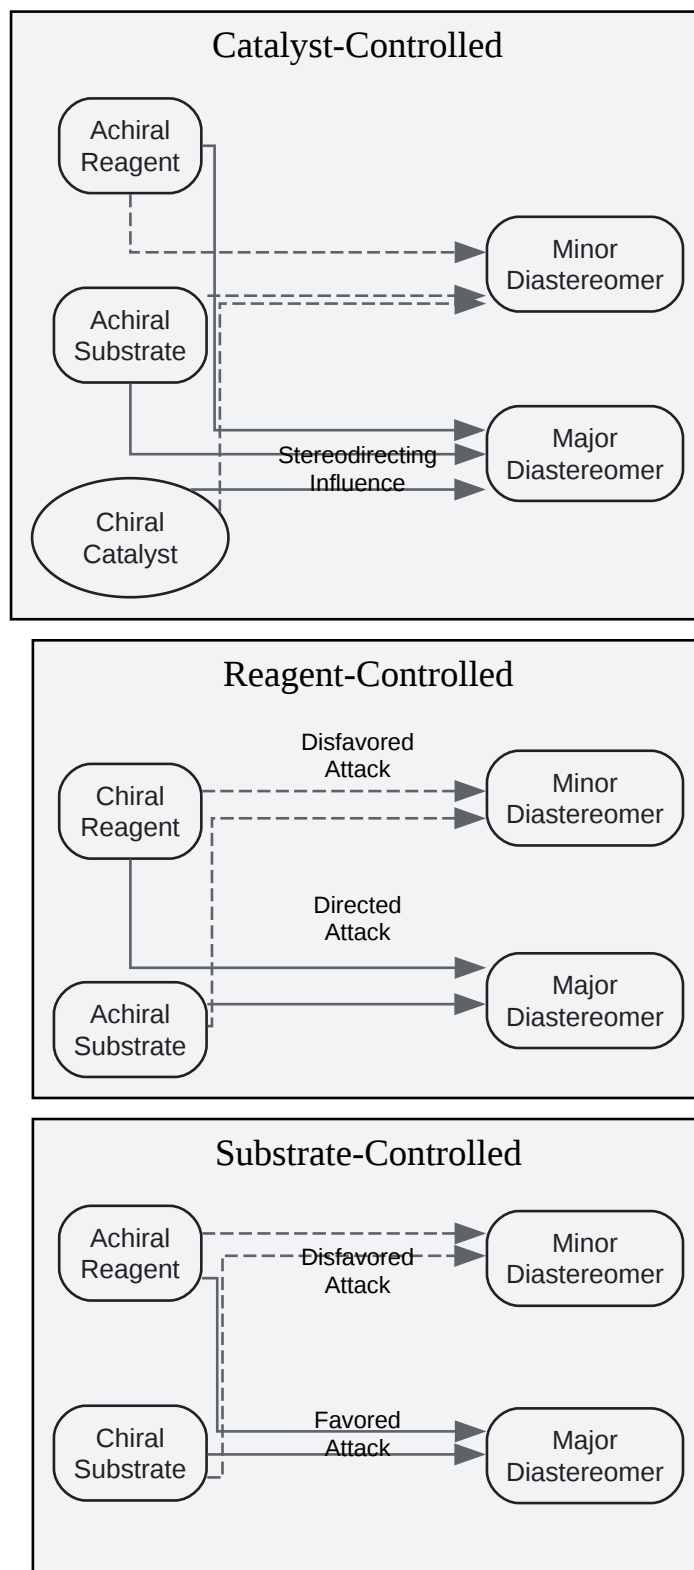 Catalyst-Controlled
Achiral
Reagent
Minor
Diastereomer
Achiral
Substrate
Major
Diastereomer
Stereodirecting
Influence
Chiral
Catalyst
Reagent-Controlled
Disfavored
Attack
Chiral
Reagent
Minor
Diastereomer
Directed
Attack
Achiral
Substrate
Major
Diastereomer
Substrate-Controlled
Achiral
Reagent
Minor
Diastereomer
Disfavored
Attack
Favored
Attack
Chiral
Substrate
Major
Diastereomer